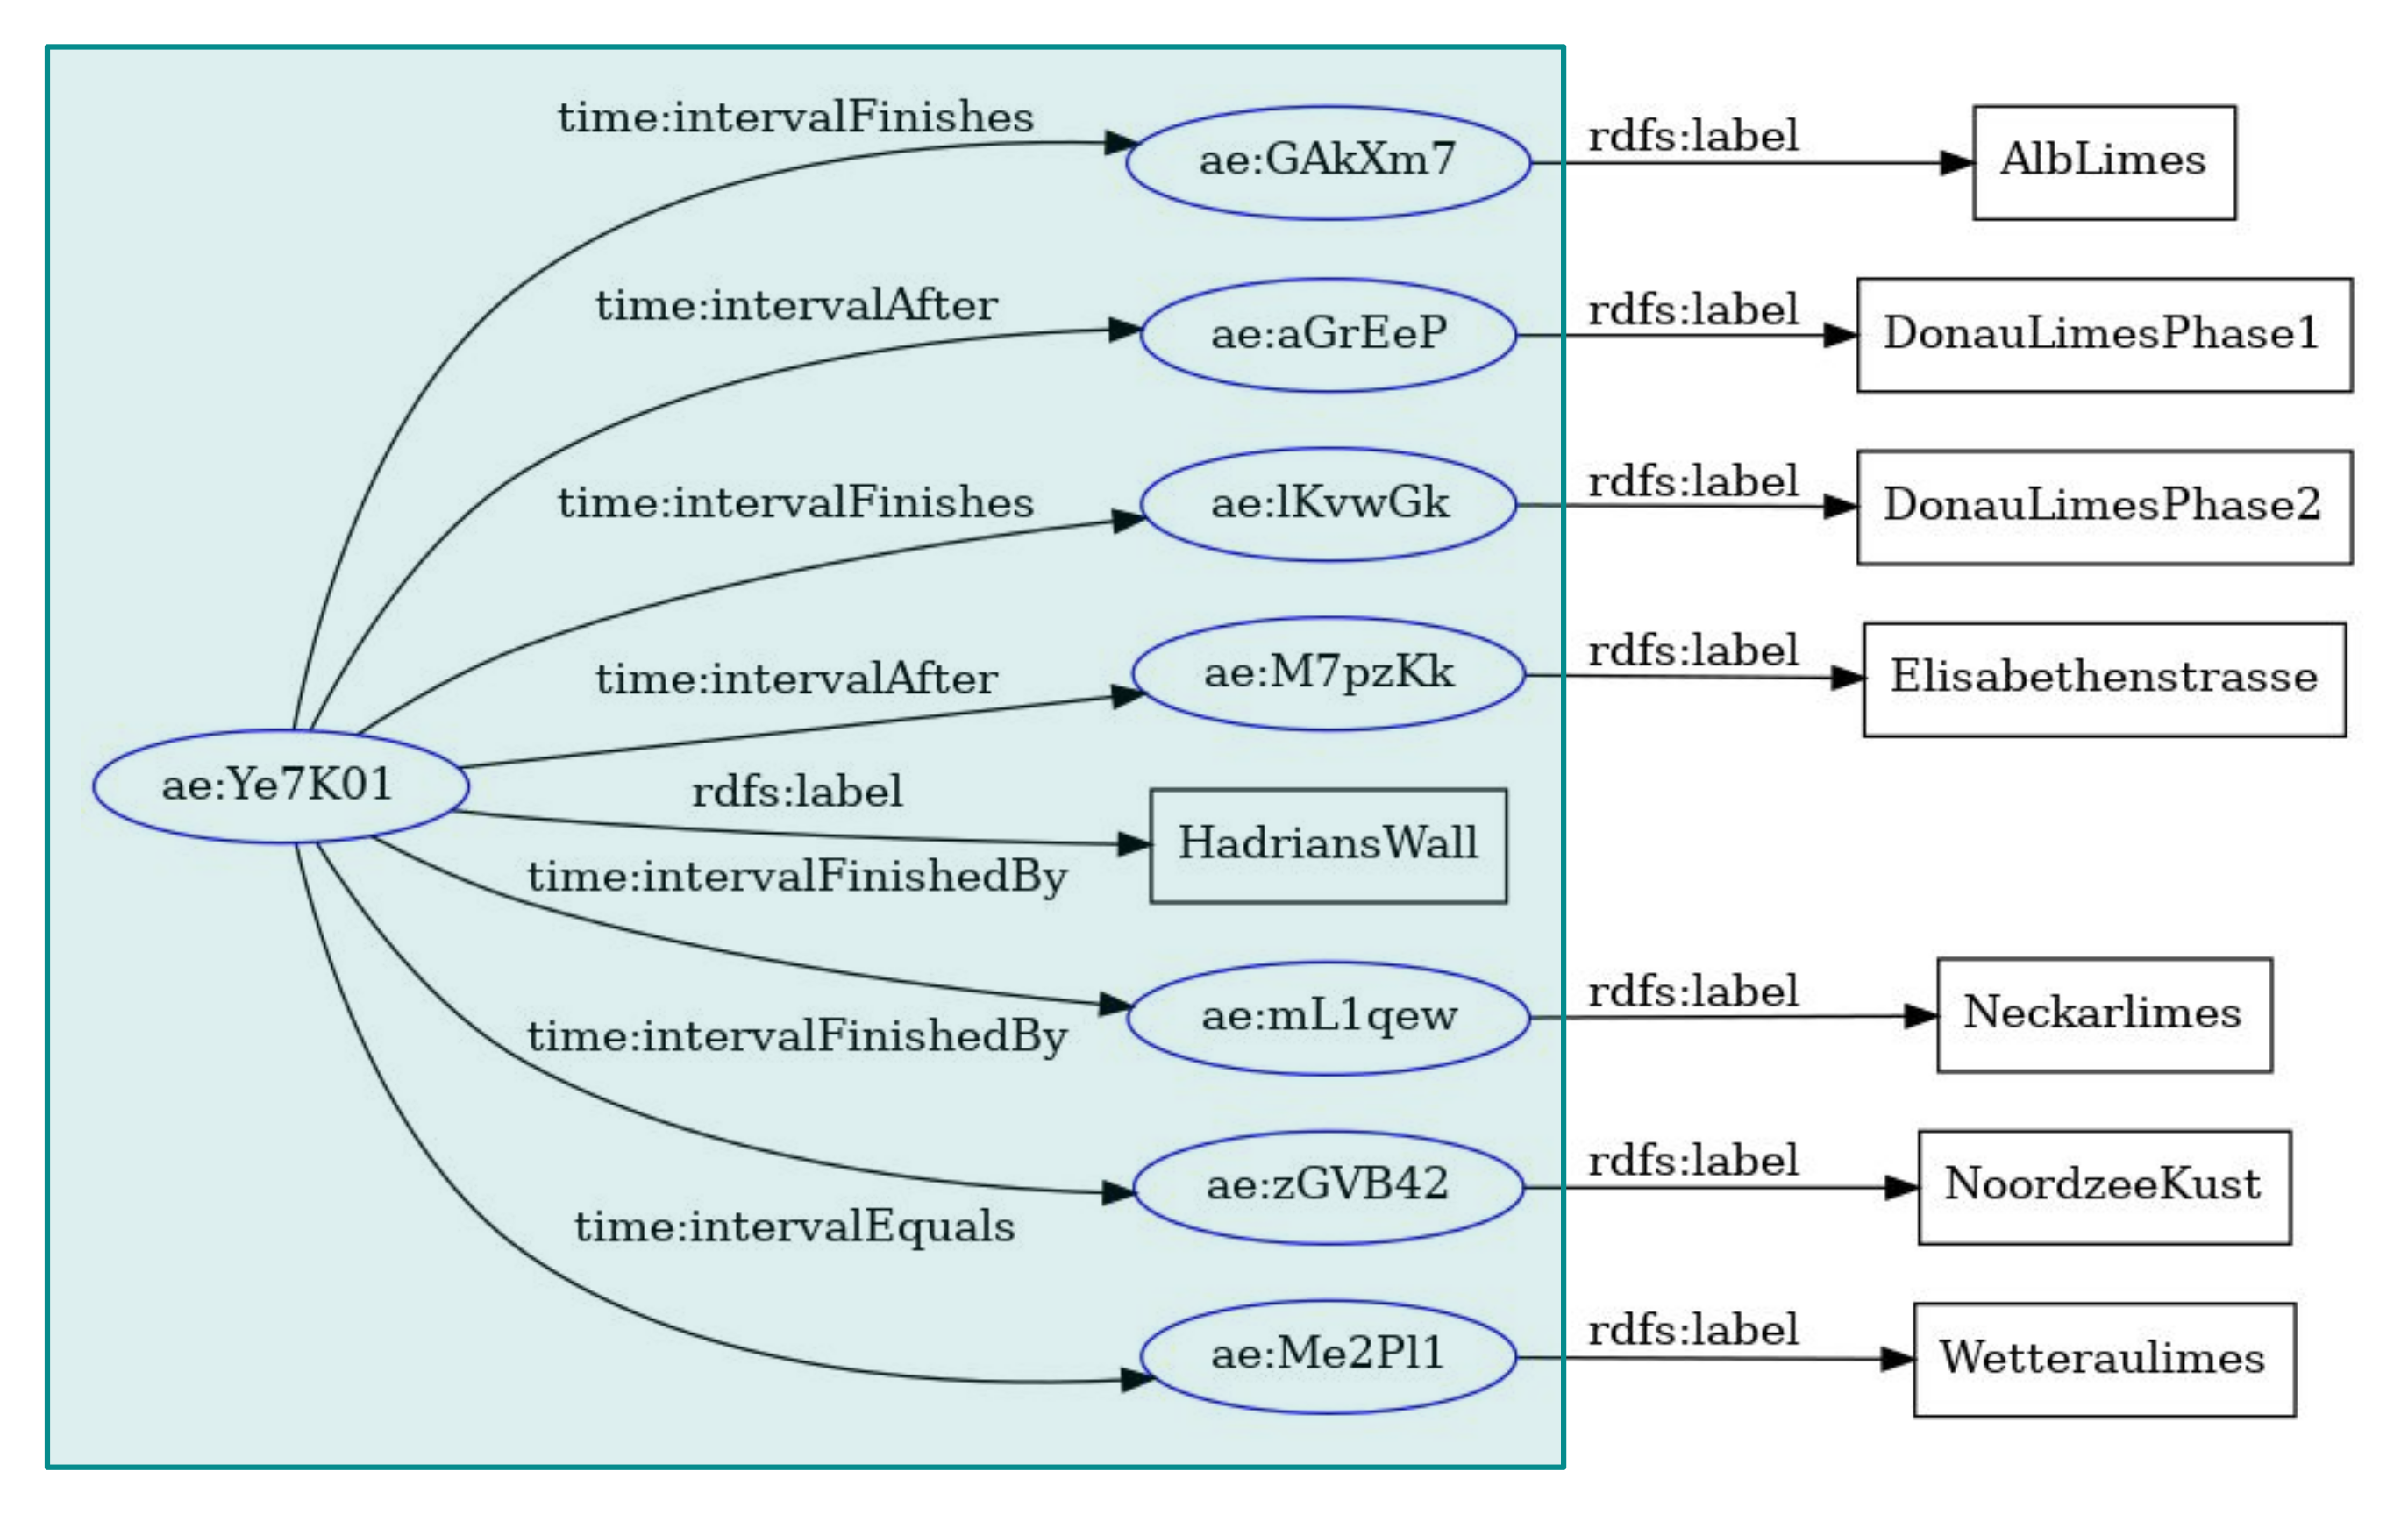 time:intervalFinishes
ae:GAkXm7
rdfs:label
AlbLimes
time:intervalAfter
ae:aGrEeP
rdfs:label
DonauLimesPhase1
time:intervalFinishes
ae:lKvwGk
rdfs:label
DonauLimesPhase2
time:intervalAfter
ae:M7pzKk
rdfs:label
Elisabethenstrasse
ae:Ye7K01
rdfs:label
HadriansWall
time:intervalFinishedBy
ae:mL1qew
rdfs:label
Neckarlimes
time:intervalFinishedBy
ae:zGVB42
rdfs:label
NoordzeeKust
time:intervalEquals
ae:Me2Pl1
rdfs:label
Wetteraulimes